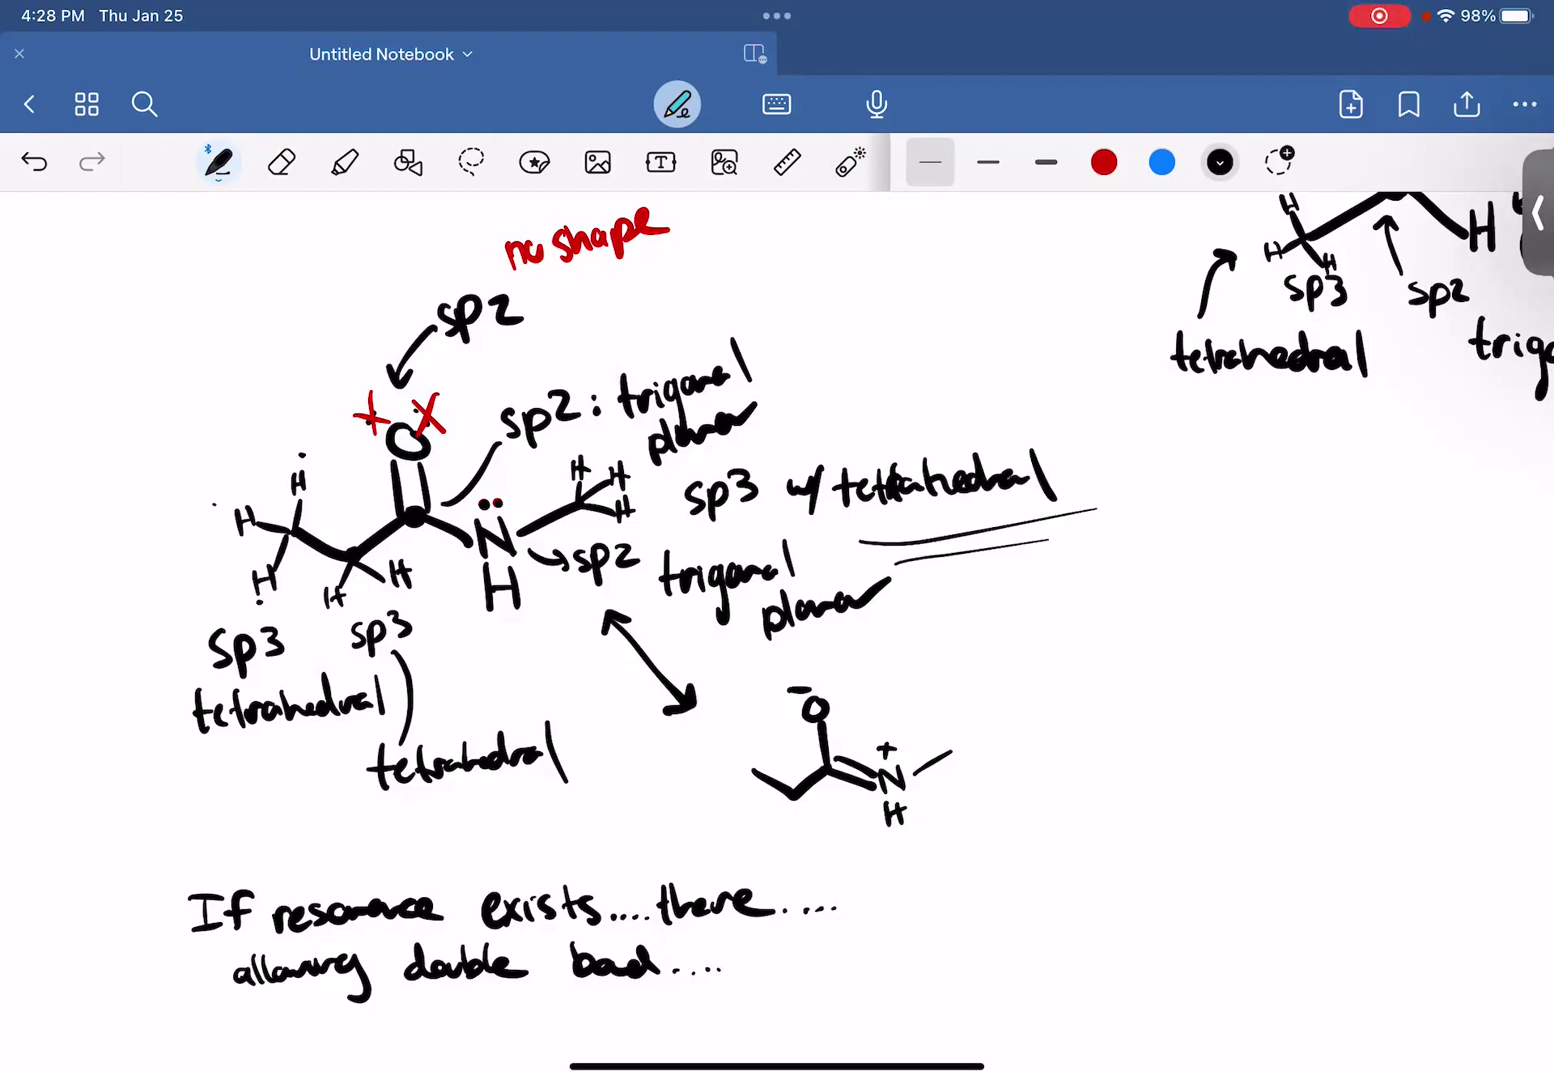 4:28 PM Thu Jan 25
98%
Untitled Notebook
no shape
sp2
sp2: trigonal
planar
O
H
H
H
N
H
H
H
H
H
H
sp3 w/ tetrahedral
sp2
trigonal
planar
sp3
sp3
tetrahedral
tetrahedral
-
O
+
N
H
If resonance exists....there.....
allowing double bond....
H
H
H
H
sp3
sp2
tetrahedral
trigo